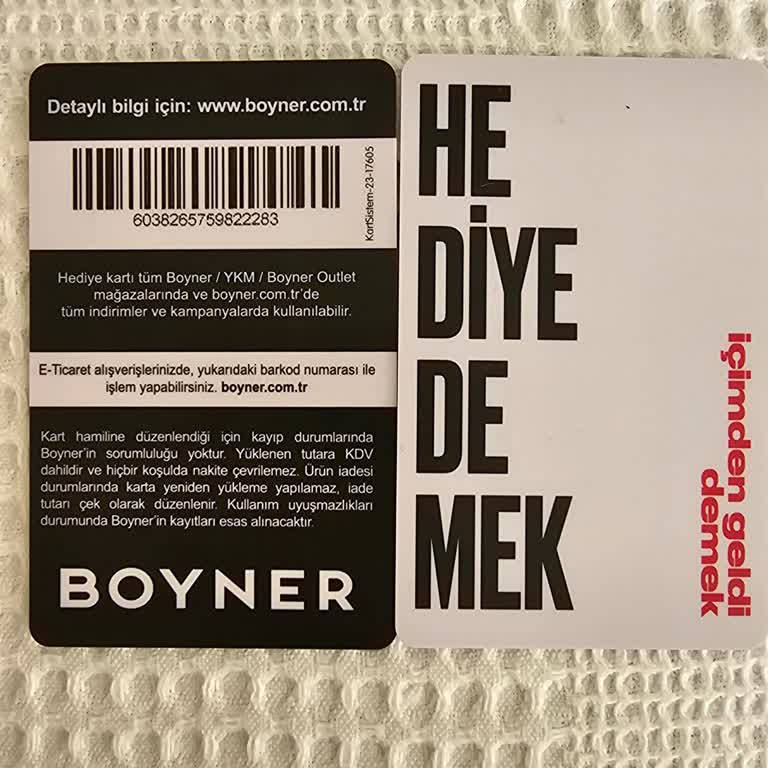 Detaylı bilgi için: www.boyner.com.tr
6038265759822283
KartSistem-23-17605
Hediye kartı tüm Boyner / YKM / Boyner Outlet
mağazalarında ve boyner.com.tr'de
tüm indirimler ve kampanyalarda kullanılabilir.
E-Ticaret alışverişlerinizde, yukarıdaki barkod numarası ile
işlem yapabilirsiniz. boyner.com.tr
Kart hamiline düzenlendiği için kayıp durumlarında
Boyner'in sorumluluğu yoktur. Yüklenen tutara KDV
dahildir ve hiçbir koşulda nakite çevrilemez. Ürün iadesi
durumlarında karta yeniden yükleme yapılamaz, iade
tutarı çek olarak düzenlenir. Kullanım uyuşmazlıkları
durumunda Boyner'in kayıtları esas alınacaktır.
BOYNER
HE
DİYE
DE
MEK
içimden geldi
demek